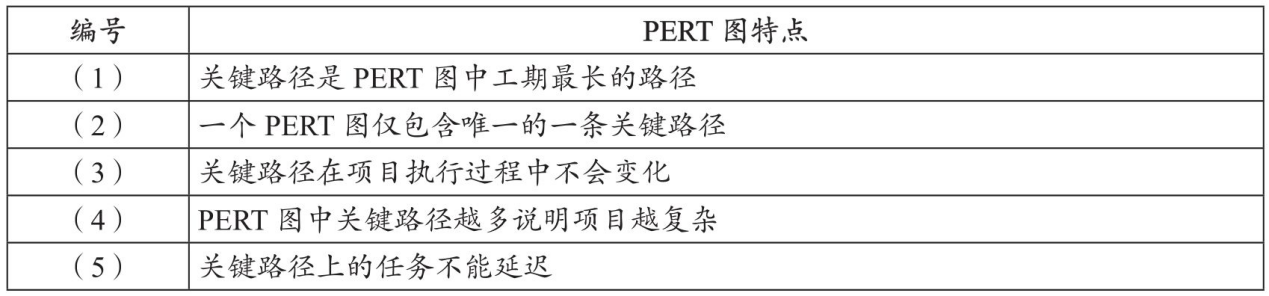 编号 PERT 图特点
（1） 关键路径是 PERT 图中工期最长的路径
（2） 一个 PERT 图仅包含唯一的一条关键路径
（3） 关键路径在项目执行过程中不会变化
（4） PERT 图中关键路径越多说明项目越复杂
（5） 关键路径上的任务不能延迟